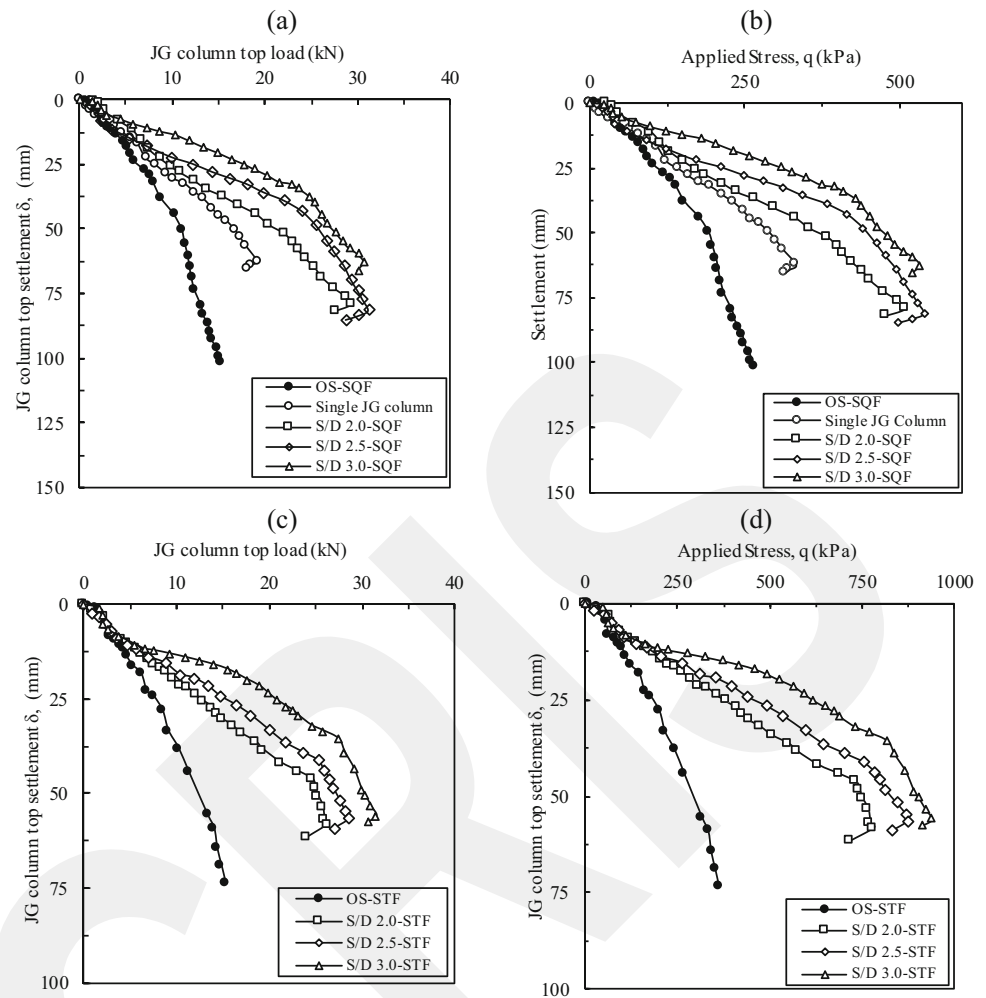 (a)
JG column top load (kN)
0 10 20 30 40
JG column top settlement δ, (mm)
0
25
50
75
100
125
150
OS-SQF
Single JG column
S/D 2.0-SQF
S/D 2.5-SQF
S/D 3.0-SQF
(b)
Applied Stress, q (kPa)
0 250 500
Settlement (mm)
0
25
50
75
100
125
150
OS-SQF
Single JG Column
S/D 2.0-SQF
S/D 2.5-SQF
S/D 3.0-SQF
(c)
JG column top load (kN)
0 10 20 30 40
JG column top settlement δ, (mm)
0
25
50
75
100
OS-STF
S/D 2.0-STF
S/D 2.5-STF
S/D 3.0-STF
(d)
Applied Stress, q (kPa)
0 250 500 750 1000
JG column top settlement δ, (mm)
0
25
50
75
100
OS-STF
S/D 2.0-STF
S/D 2.5-STF
S/D 3.0-STF